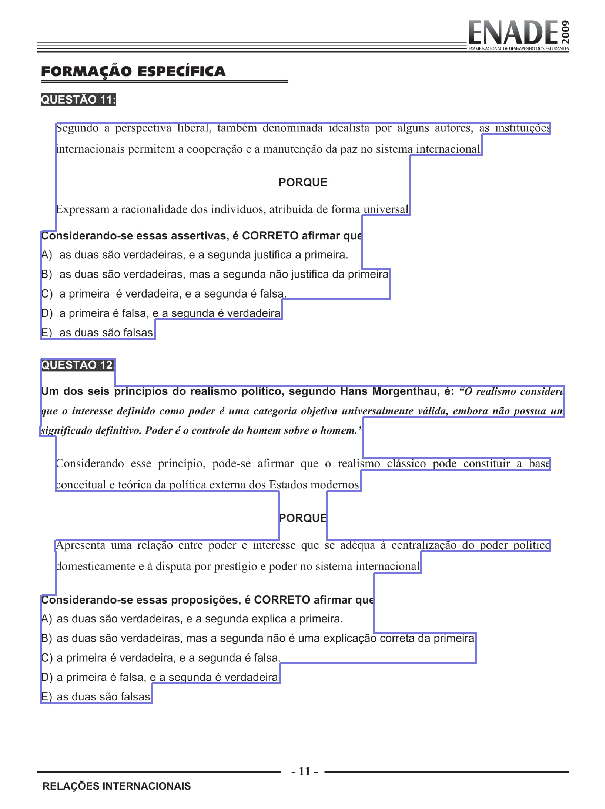 ENADE 2009
EXAME NACIONAL DE DESEMPENHO DOS ESTUDANTES
FORMAÇÃO ESPECÍFICA
QUESTÃO 11:
Segundo a perspectiva liberal, também denominada idealista por alguns autores, as instituições
internacionais permitem a cooperação e a manutenção da paz no sistema internacional
PORQUE
Expressam a racionalidade dos indivíduos, atribuída de forma universal
Considerando-se essas assertivas, é CORRETO afirmar que
A) as duas são verdadeiras, e a segunda justifica a primeira.
B) as duas são verdadeiras, mas a segunda não justifica da primeira
C) a primeira é verdadeira, e a segunda é falsa.
D) a primeira é falsa, e a segunda é verdadeira
E) as duas são falsas
QUESTÃO 12
Um dos seis princípios do realismo político, segundo Hans Morgenthau, é: "O realismo considera
que o interesse definido como poder é uma categoria objetiva universalmente válida, embora não possua um
significado definitivo. Poder é o controle do homem sobre o homem."
Considerando esse princípio, pode-se afirmar que o realismo clássico pode constituir a base
conceitual e teórica da política externa dos Estados modernos
PORQUE
Apresenta uma relação entre poder e interesse que se adéqua à centralização do poder político
domesticamente e à disputa por prestígio e poder no sistema internacional
Considerando-se essas proposições, é CORRETO afirmar que
A) as duas são verdadeiras, e a segunda explica a primeira.
B) as duas são verdadeiras, mas a segunda não é uma explicação correta da primeira
C) a primeira é verdadeira, e a segunda é falsa.
D) a primeira é falsa, e a segunda é verdadeira
E) as duas são falsas
- 11 -
RELAÇÕES INTERNACIONAIS